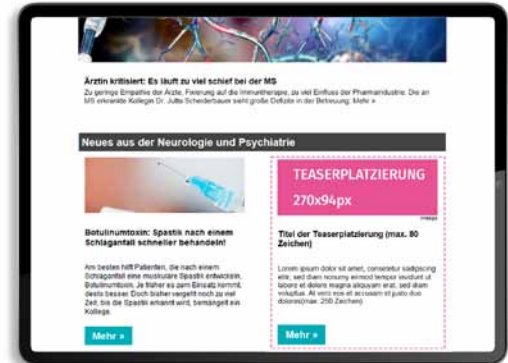 Ärztin kritisiert: Es läuft zu viel schief bei der MS
Zu geringe Empathie der Ärzte, Fixierung auf die Immuntherapie, zu viel Einfluss der Pharmaindustrie. Die an
MS erkrankte Kollegin Dr. Jutta Scheiderbauer sieht große Defizite in der Betreuung. Mehr »
Neues aus der Neurologie und Psychiatrie
Botulinumtoxin: Spastik nach einem
Schlaganfall schneller behandeln!
Am besten hilft Patienten, die nach einem
Schlaganfall eine muskuläre Spastik entwickeln,
Botulinumtoxin. Je früher es zum Einsatz kommt,
desto besser. Doch bisher vergeht noch zu viel
Zeit, bis die Spastik erkannt wird, bemängelt ein
Kollege.
Mehr »
TEASERPLATZIERUNG
270x94px
Titel der Teaserplatzierung (max. 80
Zeichen)
Lorem ipsum dolor sit amet, consetetur sadipscing
elitr, sed diam nonumy eirmod tempor invidunt ut
labore et dolore magna aliquyam erat, sed diam
voluptua. At vero eos et accusam et justo duo
dolores(max. 250 Zeichen)
Mehr »